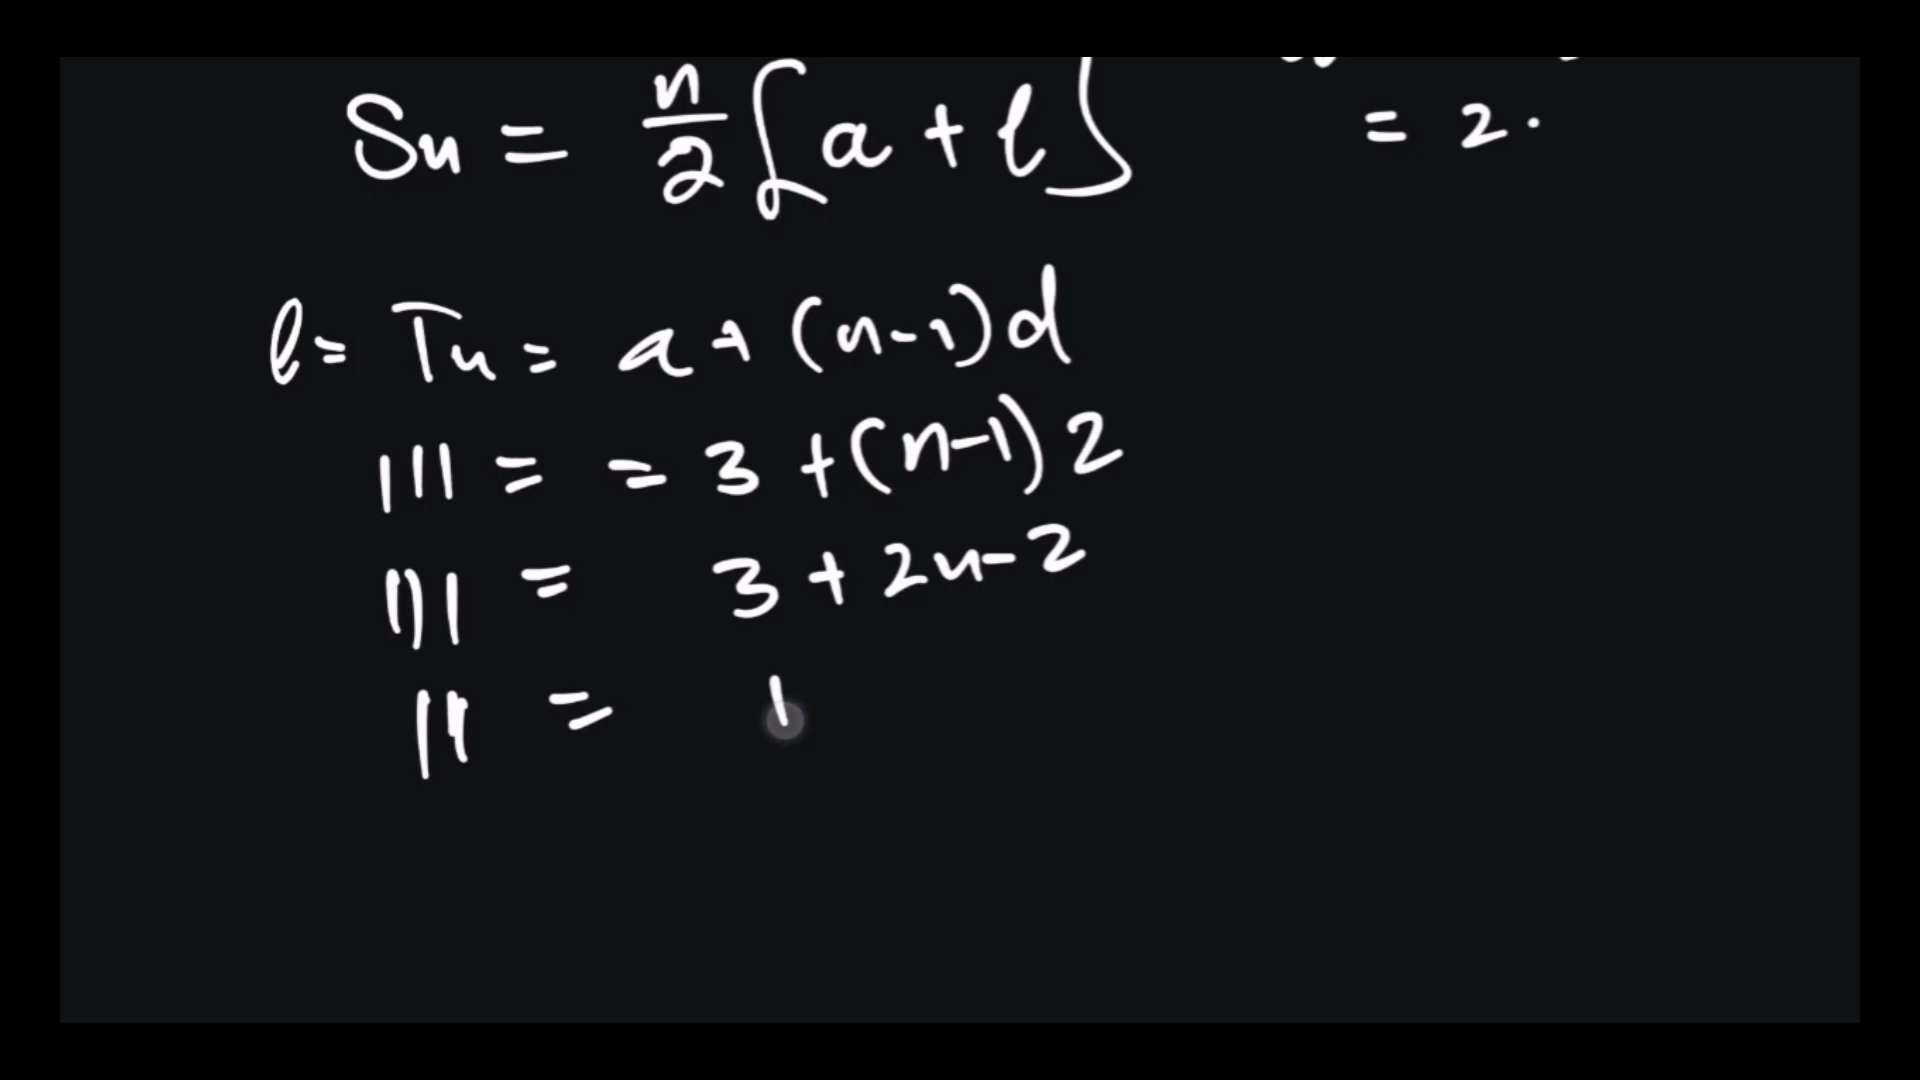 Sn = n/2 [a + l]
= 2.
l = Tn = a + (n-1)d
111 = = 3 + (n-1) 2
111 = 3 + 2n - 2
11 = 1